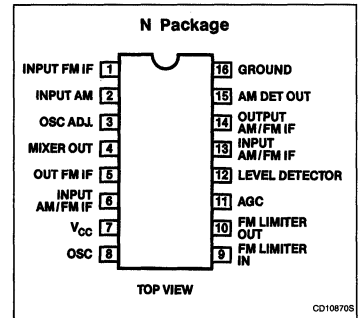 N Package
INPUT FM IF 1
INPUT AM 2
OSC ADJ. 3
MIXER OUT 4
OUT FM IF 5
INPUT
AM/FM IF 6
VCC 7
OSC 8
16 GROUND
15 AM DET OUT
14 OUTPUT
AM/FM IF
13 INPUT
AM/FM IF
12 LEVEL DETECTOR
11 AGC
10 FM LIMITER
OUT
9 FM LIMITER
IN
TOP VIEW
CD10870S